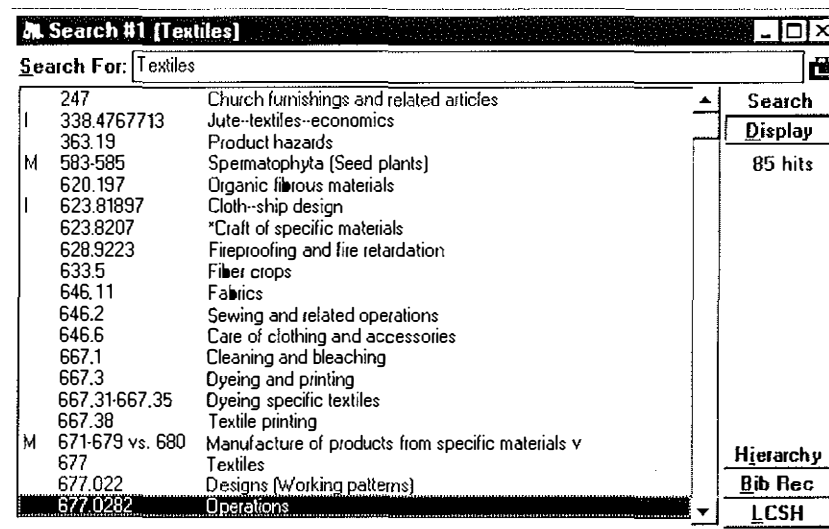 Search #1 [Textiles]
Search For: Textiles
247 Church furnishings and related articles
I 338.4767713 Jute--textiles--economics
363.19 Product hazards
M 583-585 Spermatophyta (Seed plants)
620.197 Organic fibrous materials
I 623.81897 Cloth--ship design
623.8207 *Craft of specific materials
628.9223 Fireproofing and fire retardation
633.5 Fiber crops
646.11 Fabrics
646.2 Sewing and related operations
646.6 Care of clothing and accessories
667.1 Cleaning and bleaching
667.3 Dyeing and printing
667.31-667.35 Dyeing specific textiles
667.38 Textile printing
M 671-679 vs. 680 Manufacture of products from specific materials v
677 Textiles
677.022 Designs (Working patterns)
677.0282 Operations
Search
Display
85 hits
Hierarchy
Bib Rec
LCSH